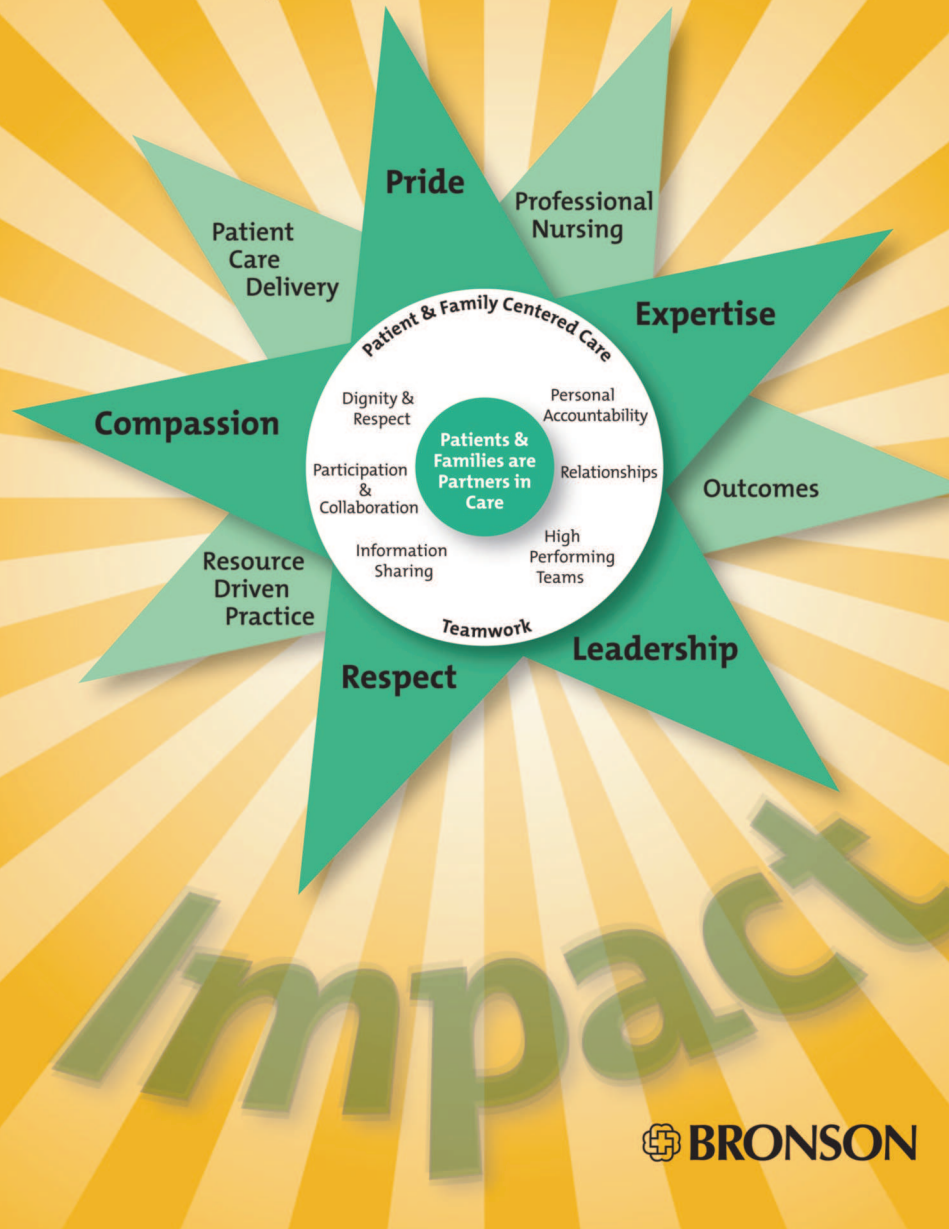 Pride
Professional
Nursing
Patient
Care
Delivery
Expertise
Patient & Family Centered Care
Compassion
Dignity &
Respect
Personal
Accountability
Patients &
Families are
Partners in
Care
Participation
&
Collaboration
Relationships
Outcomes
Information
Sharing
High
Performing
Teams
Resource
Driven
Practice
Teamwork
Leadership
Respect
Impact
BRONSON